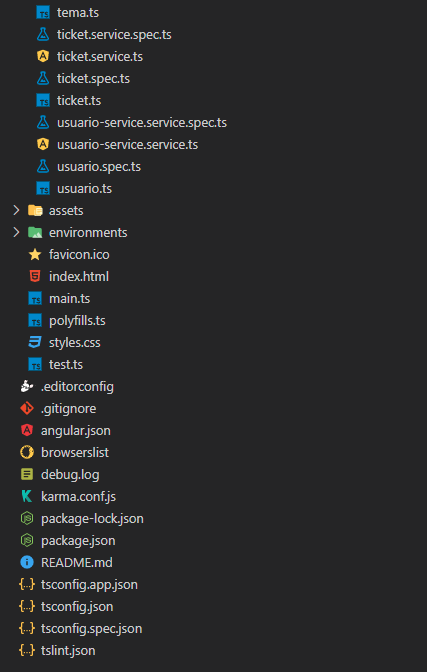 tema.ts
ticket.service.spec.ts
ticket.service.ts
ticket.spec.ts
ticket.ts
usuario-service.service.spec.ts
usuario-service.service.ts
usuario.spec.ts
usuario.ts
assets
environments
favicon.ico
index.html
main.ts
polyfills.ts
styles.css
test.ts
.editorconfig
.gitignore
angular.json
browserslist
debug.log
karma.conf.js
package-lock.json
package.json
README.md
tsconfig.app.json
tsconfig.json
tsconfig.spec.json
tslint.json